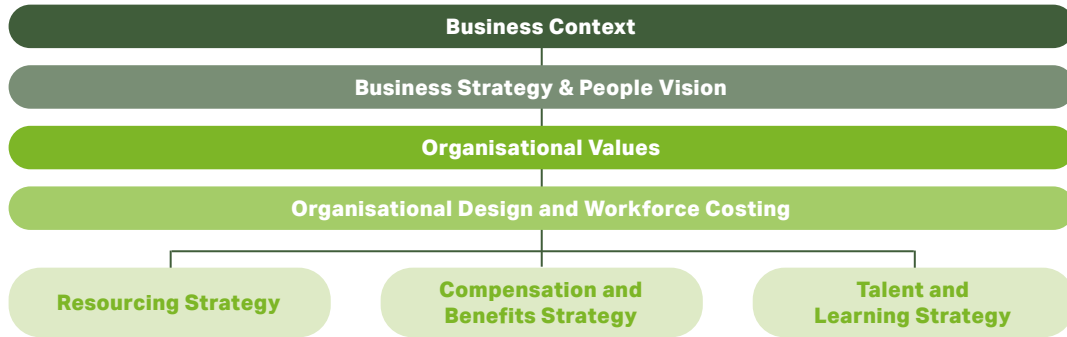 Business Context
Business Strategy & People Vision
Organisational Values
Organisational Design and Workforce Costing
Resourcing Strategy
Compensation and
Benefits Strategy
Talent and
Learning Strategy